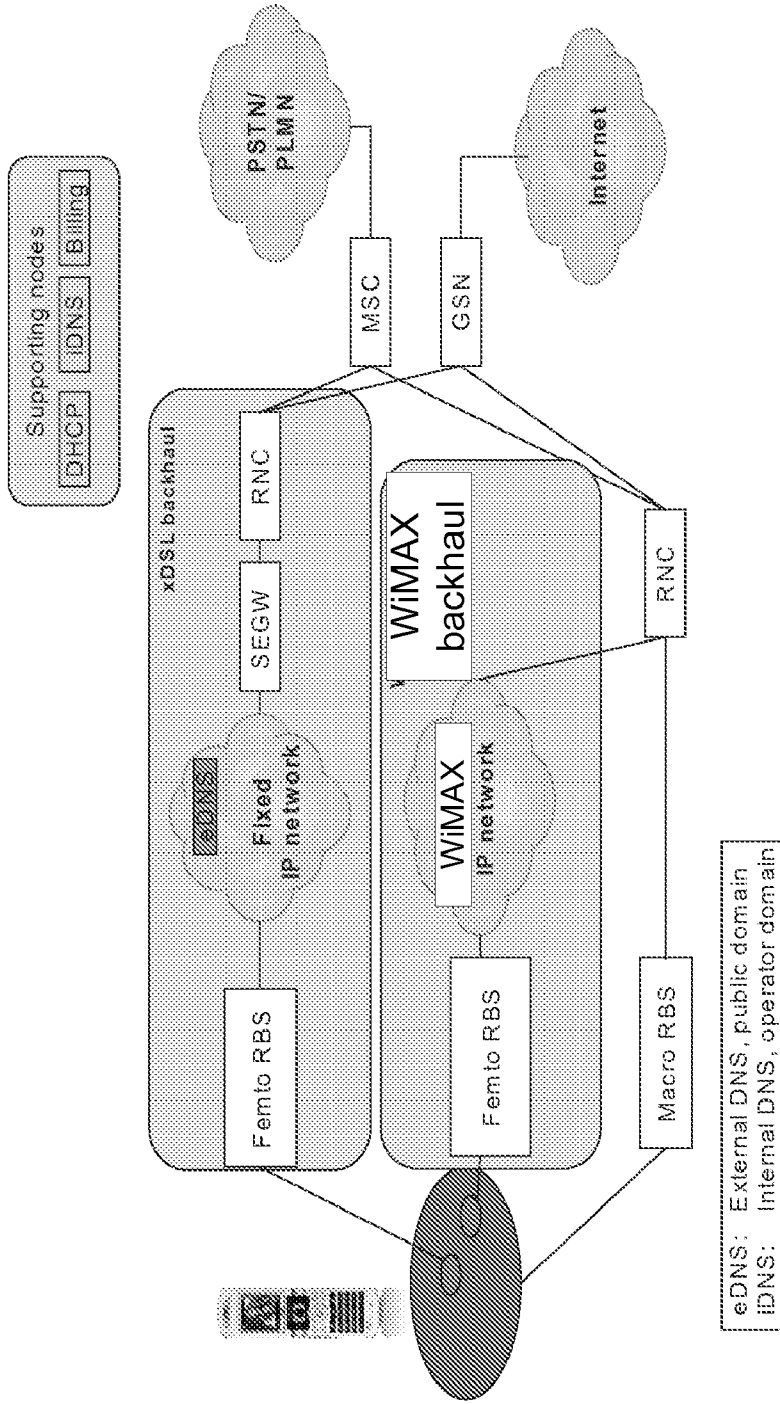 Supporting nodes
DHCP
iDNS
Billing
xDSL backhaul
Femto RBS
eDNS
Fixed
IP network
SEGW
RNC
MSC
PSTN/
PLMN
WiMAX
backhaul
Femto RBS
WiMAX
IP network
GSN
Internet
Macro RBS
RNC
eDNS: External DNS, public domain
iDNS: Internal DNS, operator domain